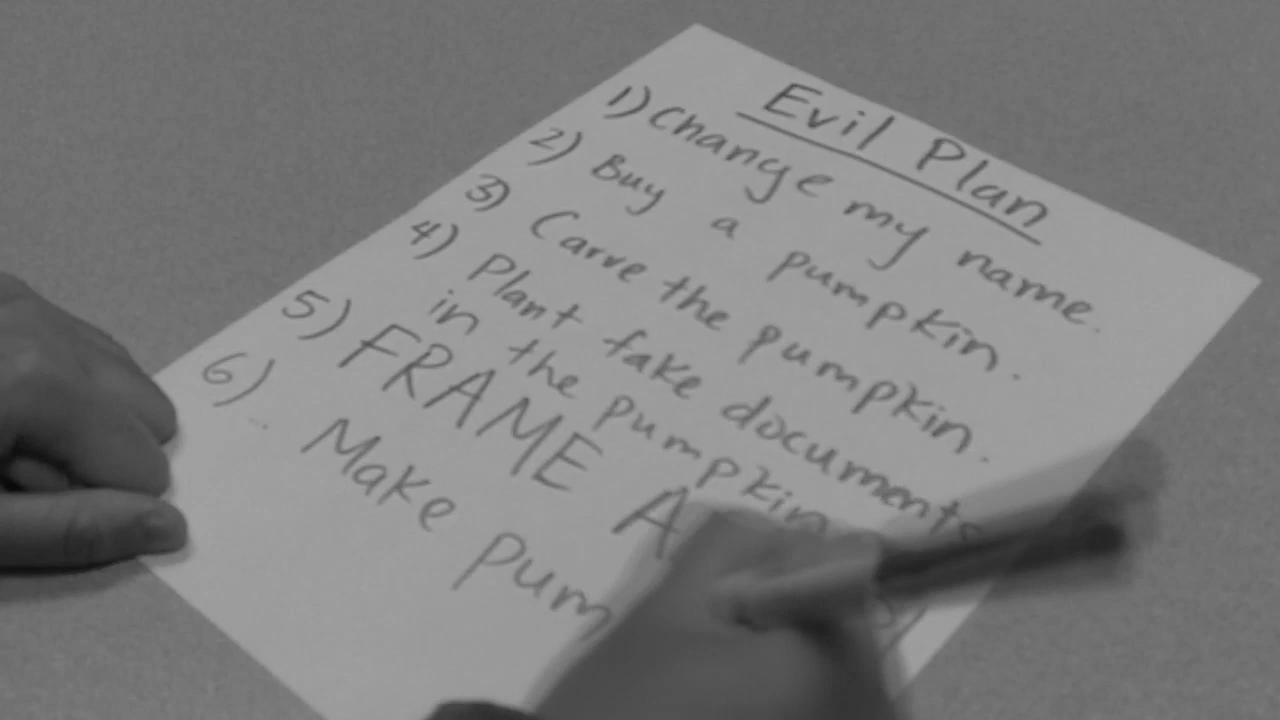 Evil Plan
1) Change my name.
2) Buy a pumpkin.
3) Carve the pumpkin.
4) Plant fake documents
in the pumpkin
5) FRAME A
6) Make pum